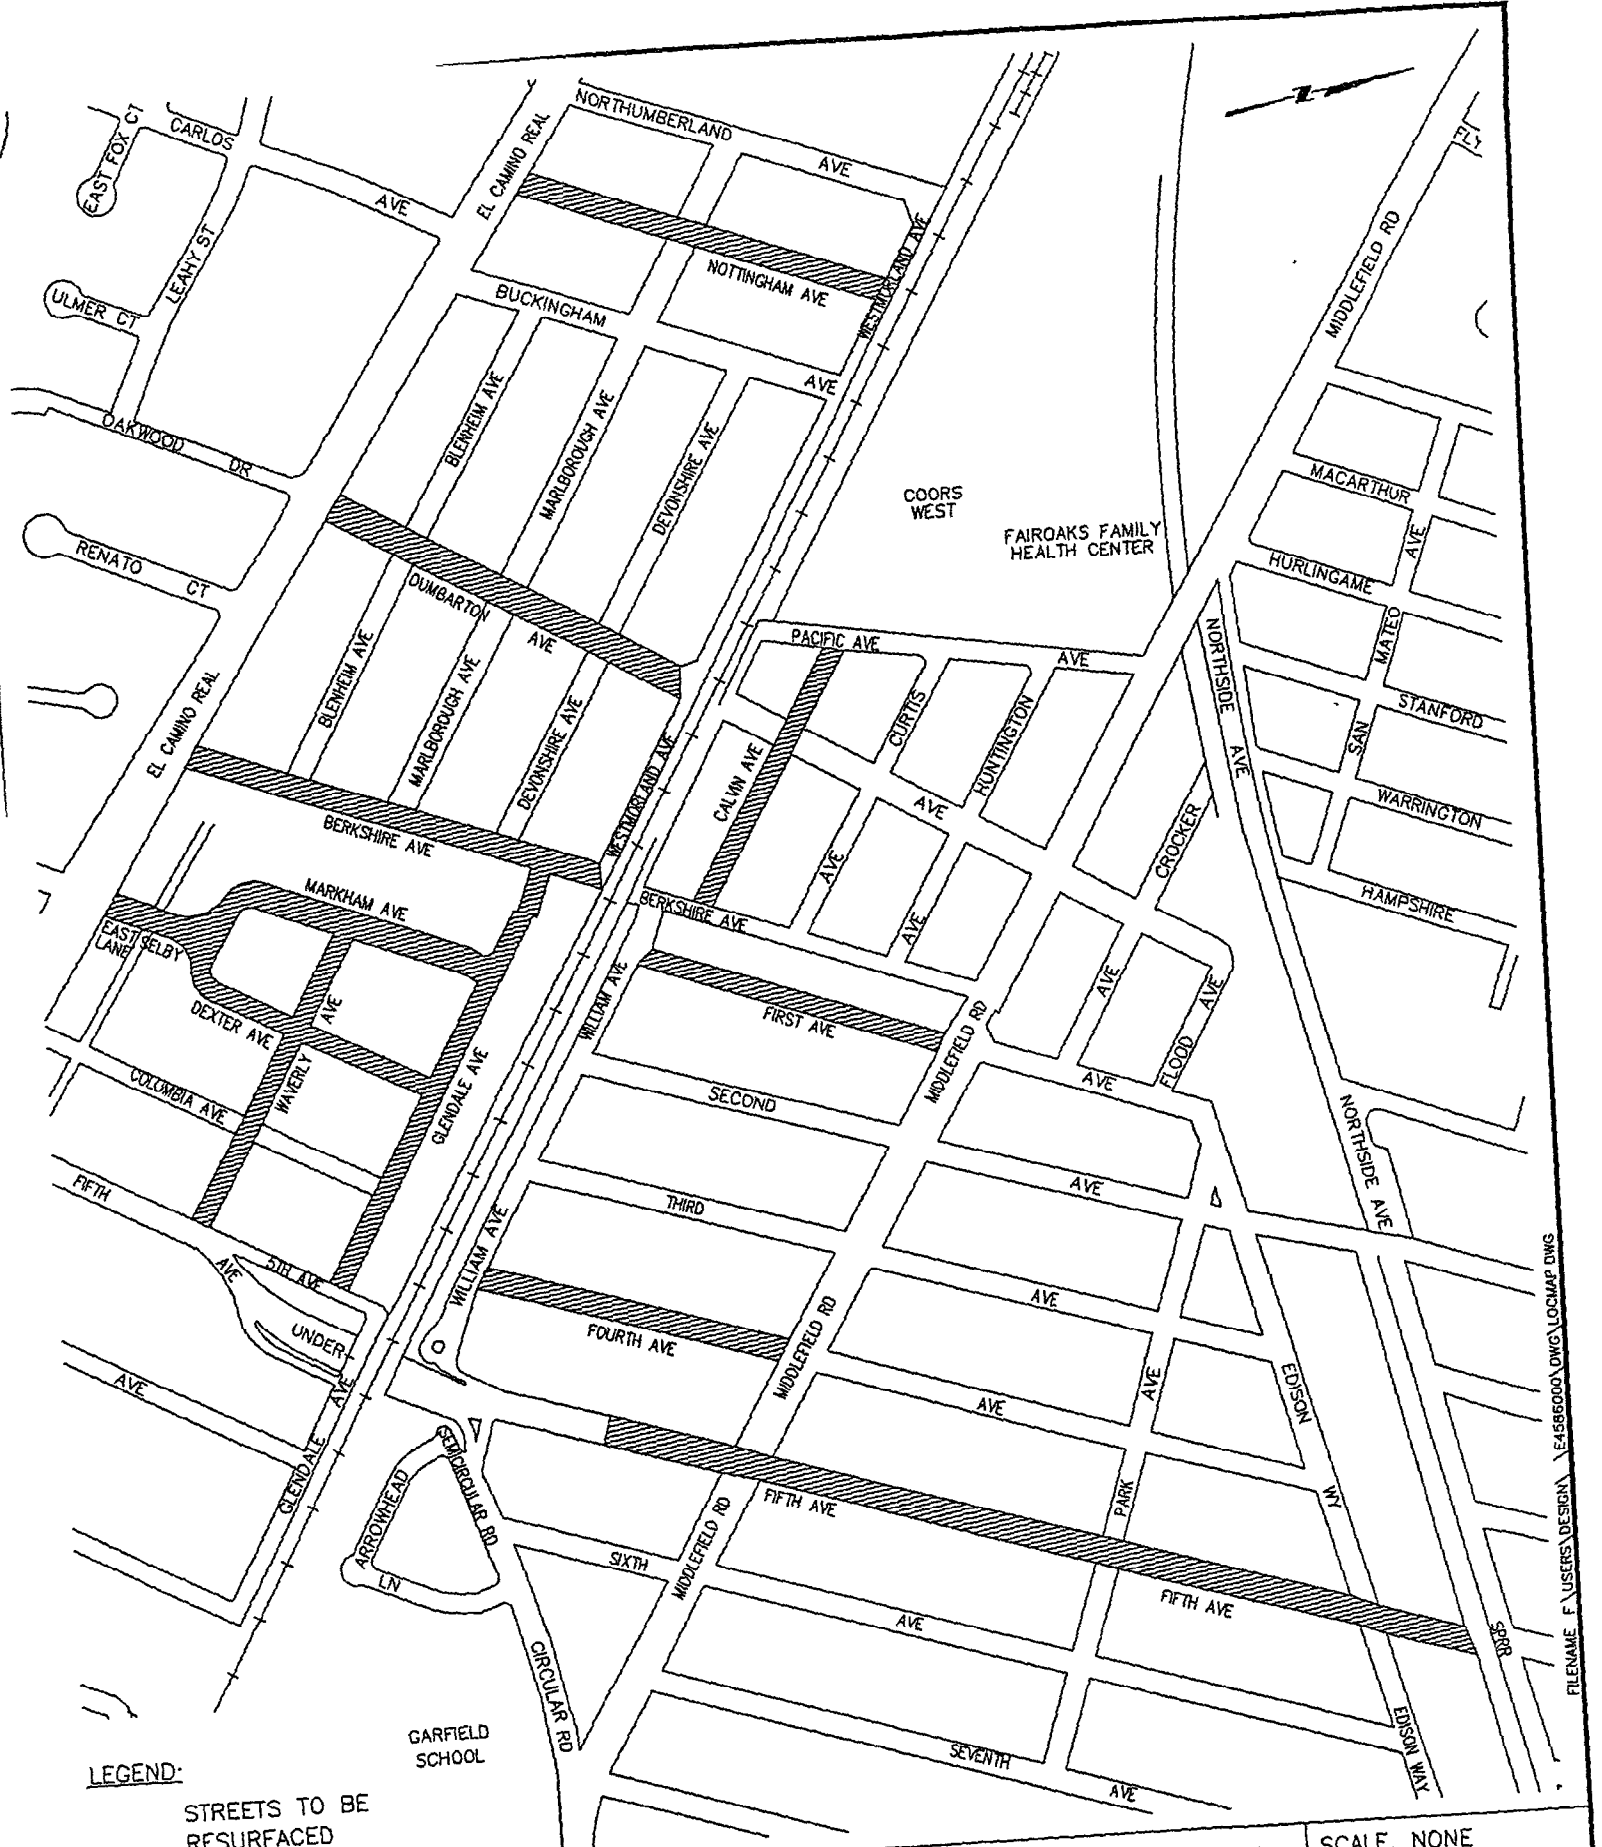 NORTHUMBERLAND
AVE
EAST FOX CT
CARLOS
AVE
EL CAMINO REAL
LEAHY ST
ULMER CT
NOTTINGHAM AVE
WESTMORLAND AVE
BUCKINGHAM
AVE
MIDDLEFIELD RD
BLENHEIM AVE
MARLBOROUGH AVE
DEVONSHIRE AVE
OAKWOOD
DR
COORS
WEST
FAIROAKS FAMILY
HEALTH CENTER
MACARTHUR
AVE
HURLINGAME
RENATO CT
DUMBARTON
AVE
PACIFIC AVE
AVE
NORTHSIDE
AVE
SAN
MATEO
STANFORD
WARRINGTON
HAMPSHIRE
BLENHEIM AVE
MARLBOROUGH AVE
DEVONSHIRE AVE
WESTMORLAND AVE
CALVIN AVE
CURTIS
AVE
HUNTINGTON
AVE
AVE
CROCKER
AVE
EL CAMINO REAL
BERKSHIRE AVE
MARKHAM AVE
BERKSHIRE AVE
EAST SELBY
LANE
DEXTER AVE
AVE
WAVERLY
COLUMBIA AVE
GLENDALE AVE
WILLIAM AVE
FIRST AVE
MIDDLEFIELD RD
FLOOD
AVE
AVE
SECOND
AVE
NORTHSIDE AVE
FIFTH
AVE
5TH AVE
UNDER
THIRD
AVE
WILLIAM AVE
FOURTH AVE
MIDDLEFIELD RD
AVE
AVE
PARK
EDISON
WY
AVE
GLENDALE
AVE
ARROWHEAD
LN
SEMICIRCULAR RD
FIFTH AVE
FIFTH AVE
SIXTH
AVE
MIDDLEFIELD RD
CIRCULAR RD
SPRR
EDISON WAY
SEVENTH
AVE
GARFIELD
SCHOOL
LEGEND:
STREETS TO BE
RESURFACED
SCALE. NONE
FILENAME F\USERS\DESIGN\ \E4586000\DWG\LOCMAP DWG